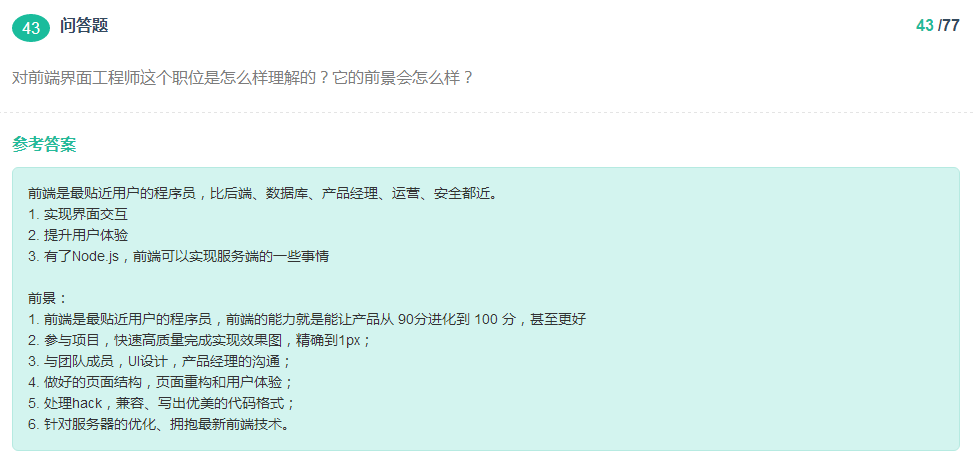 43 问答题 43 /77
对前端界面工程师这个职位是怎么样理解的？它的前景会怎么样？
参考答案
前端是最贴近用户的程序员，比后端、数据库、产品经理、运营、安全都近。
1. 实现界面交互
2. 提升用户体验
3. 有了Node.js，前端可以实现服务端的一些事情
前景：
1. 前端是最贴近用户的程序员，前端的能力就是能让产品从 90分进化到 100 分，甚至更好
2. 参与项目，快速高质量完成实现效果图，精确到1px；
3. 与团队成员，UI设计，产品经理的沟通；
4. 做好的页面结构，页面重构和用户体验；
5. 处理hack，兼容、写出优美的代码格式；
6. 针对服务器的优化、拥抱最新前端技术。